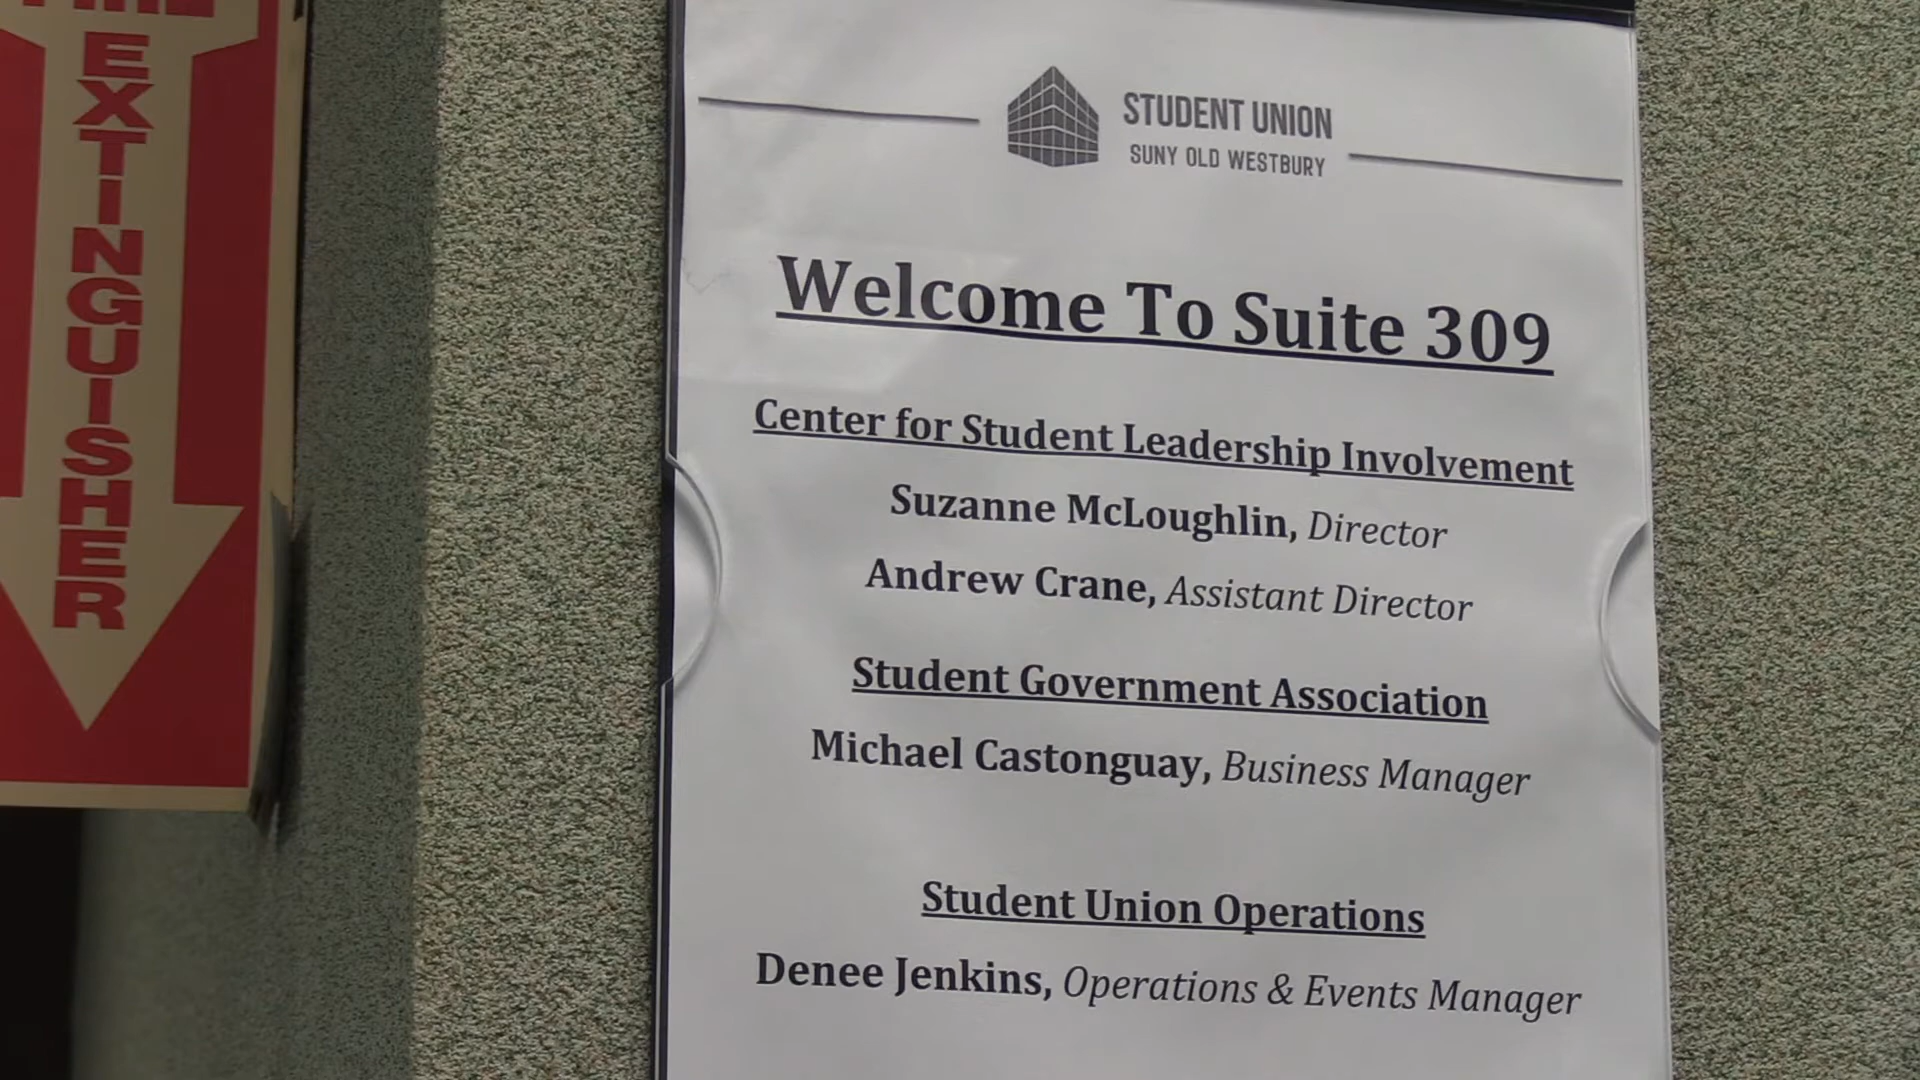 EXTINGUISHER
STUDENT UNION
SUNY OLD WESTBURY
Welcome To Suite 309
Center for Student Leadership Involvement
Suzanne McLoughlin, Director
Andrew Crane, Assistant Director
Student Government Association
Michael Castonguay, Business Manager
Student Union Operations
Denee Jenkins, Operations & Events Manager